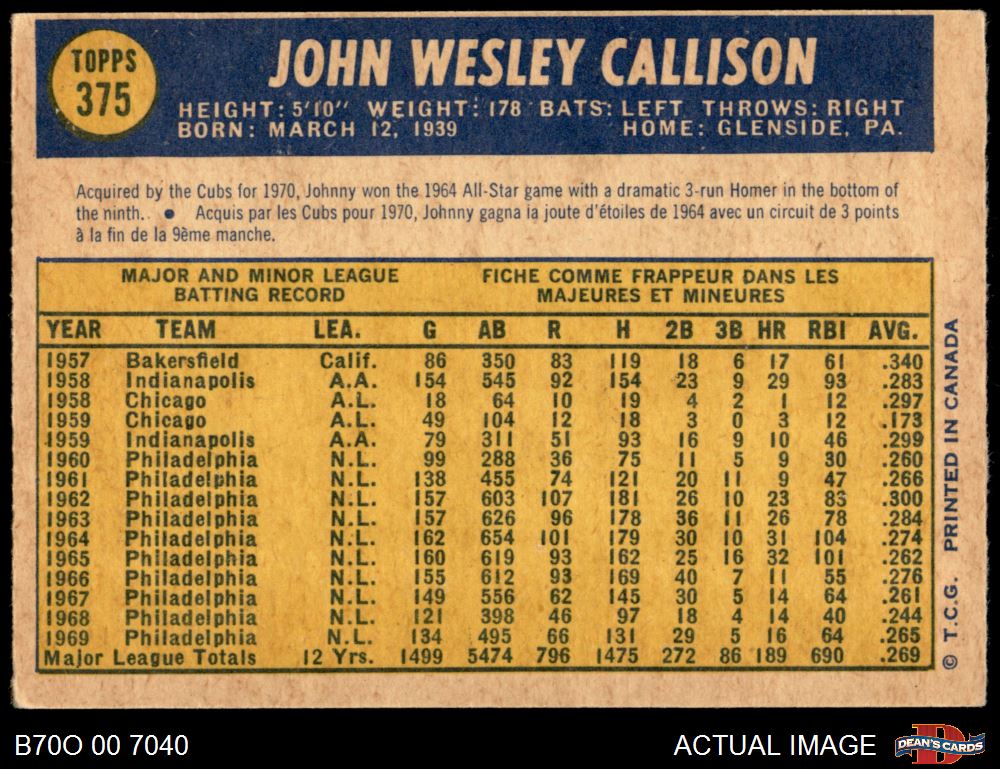 TOPPS
375
JOHN WESLEY CALLISON
HEIGHT: 5'10" WEIGHT: 178 BATS: LEFT THROWS: RIGHT
BORN: MARCH 12, 1939 HOME: GLENSIDE, PA.
Acquired by the Cubs for 1970, Johnny won the 1964 All-Star game with a dramatic 3-run Homer in the bottom of
the ninth. ● Acquis par les Cubs pour 1970, Johnny gagna ia joute d'étoiles de 1964 avec un circuit de 3 points
à la fin de la 9ème manche.
MAJOR AND MINOR LEAGUE FICHE COMME FRAPPEUR DANS LES
BATTING RECORD MAJEURES ET MINEURES
YEAR TEAM LEA. G AB R H 2B 3B HR RBI AVG.
1957 Bakersfield Calif. 86 350 83 119 18 6 17 61 .340
1958 Indianapolis A.A. 154 545 92 154 23 9 29 93 .283
1958 Chicago A.L. 18 64 10 19 4 2 1 12 .297
1959 Chicago A.L. 49 104 12 18 3 0 3 12 .173
1959 Indianapolis A.A. 79 311 51 93 16 9 10 46 .299
1960 Philadelphia N.L. 99 288 36 75 11 5 9 30 .260
1961 Philadelphia N.L. 138 455 74 121 20 11 9 47 .266
1962 Philadelphia N.L. 157 603 107 181 26 10 23 83 .300
1963 Philadelphia N.L. 157 626 96 178 36 11 26 78 .284
1964 Philadelphia N.L. 162 654 101 179 30 10 31 104 .274
1965 Philadelphia N.L. 160 619 93 162 25 16 32 101 .262
1966 Philadelphia N.L. 155 612 93 169 40 7 11 55 .276
1967 Philadelphia N.L. 149 556 62 145 30 5 14 64 .261
1968 Philadelphia N.L. 121 398 46 97 18 4 14 40 .244
1969 Philadelphia N.L. 134 495 66 131 29 5 16 64 .265
Major League Totals 12 Yrs. 1499 5474 796 1475 272 86 189 690 .269
© T.C.G. PRINTED IN CANADA
B70O 00 7040 ACTUAL IMAGE
D
DEAN'S CARDS